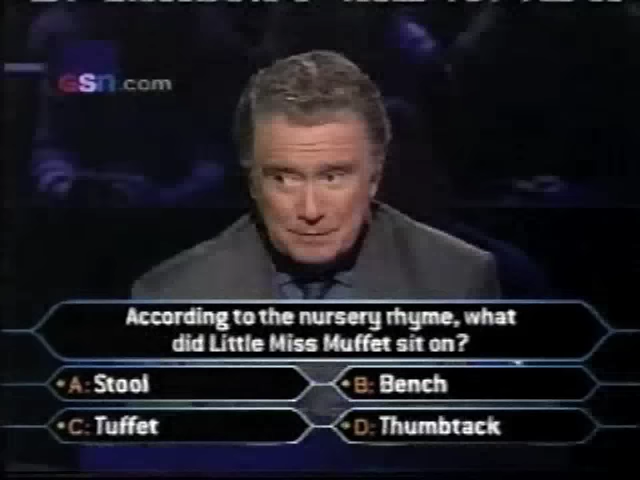 GSN.com
According to the nursery rhyme, what
did Little Miss Muffet sit on?
A: Stool
B: Bench
C: Tuffet
D: Thumbtack